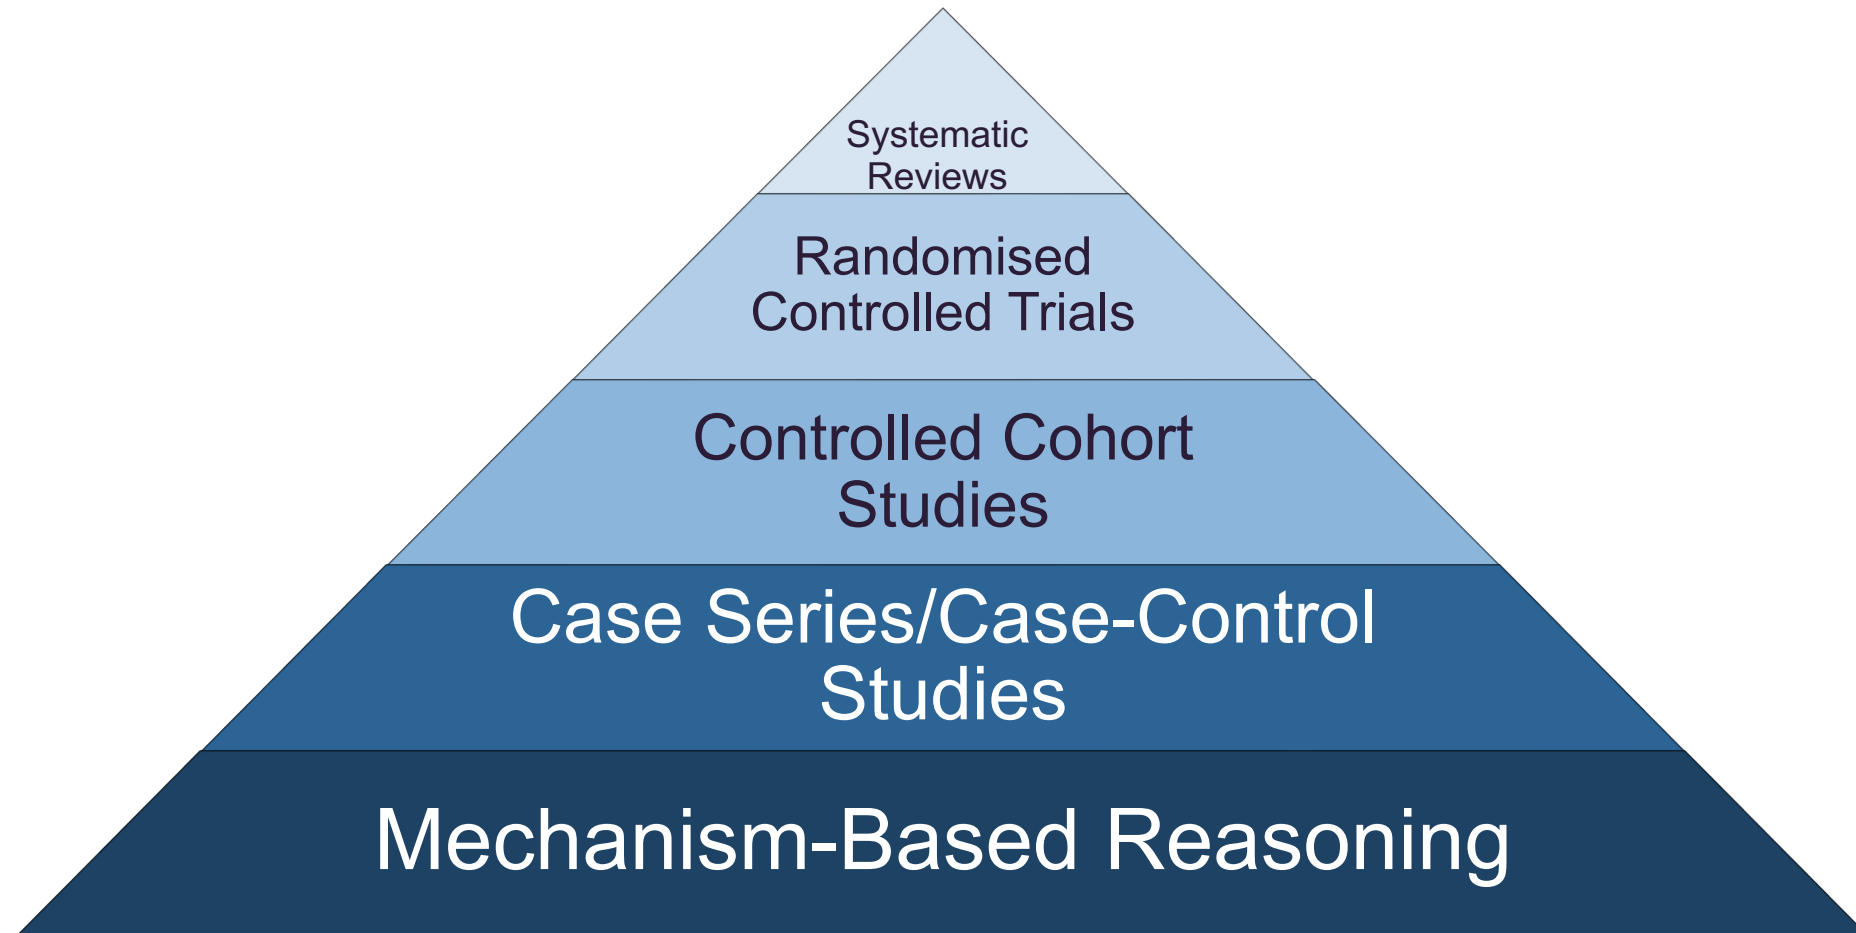 Systematic
Reviews
Randomised
Controlled Trials
Controlled Cohort
Studies
Case Series/Case-Control
Studies
Mechanism-Based Reasoning